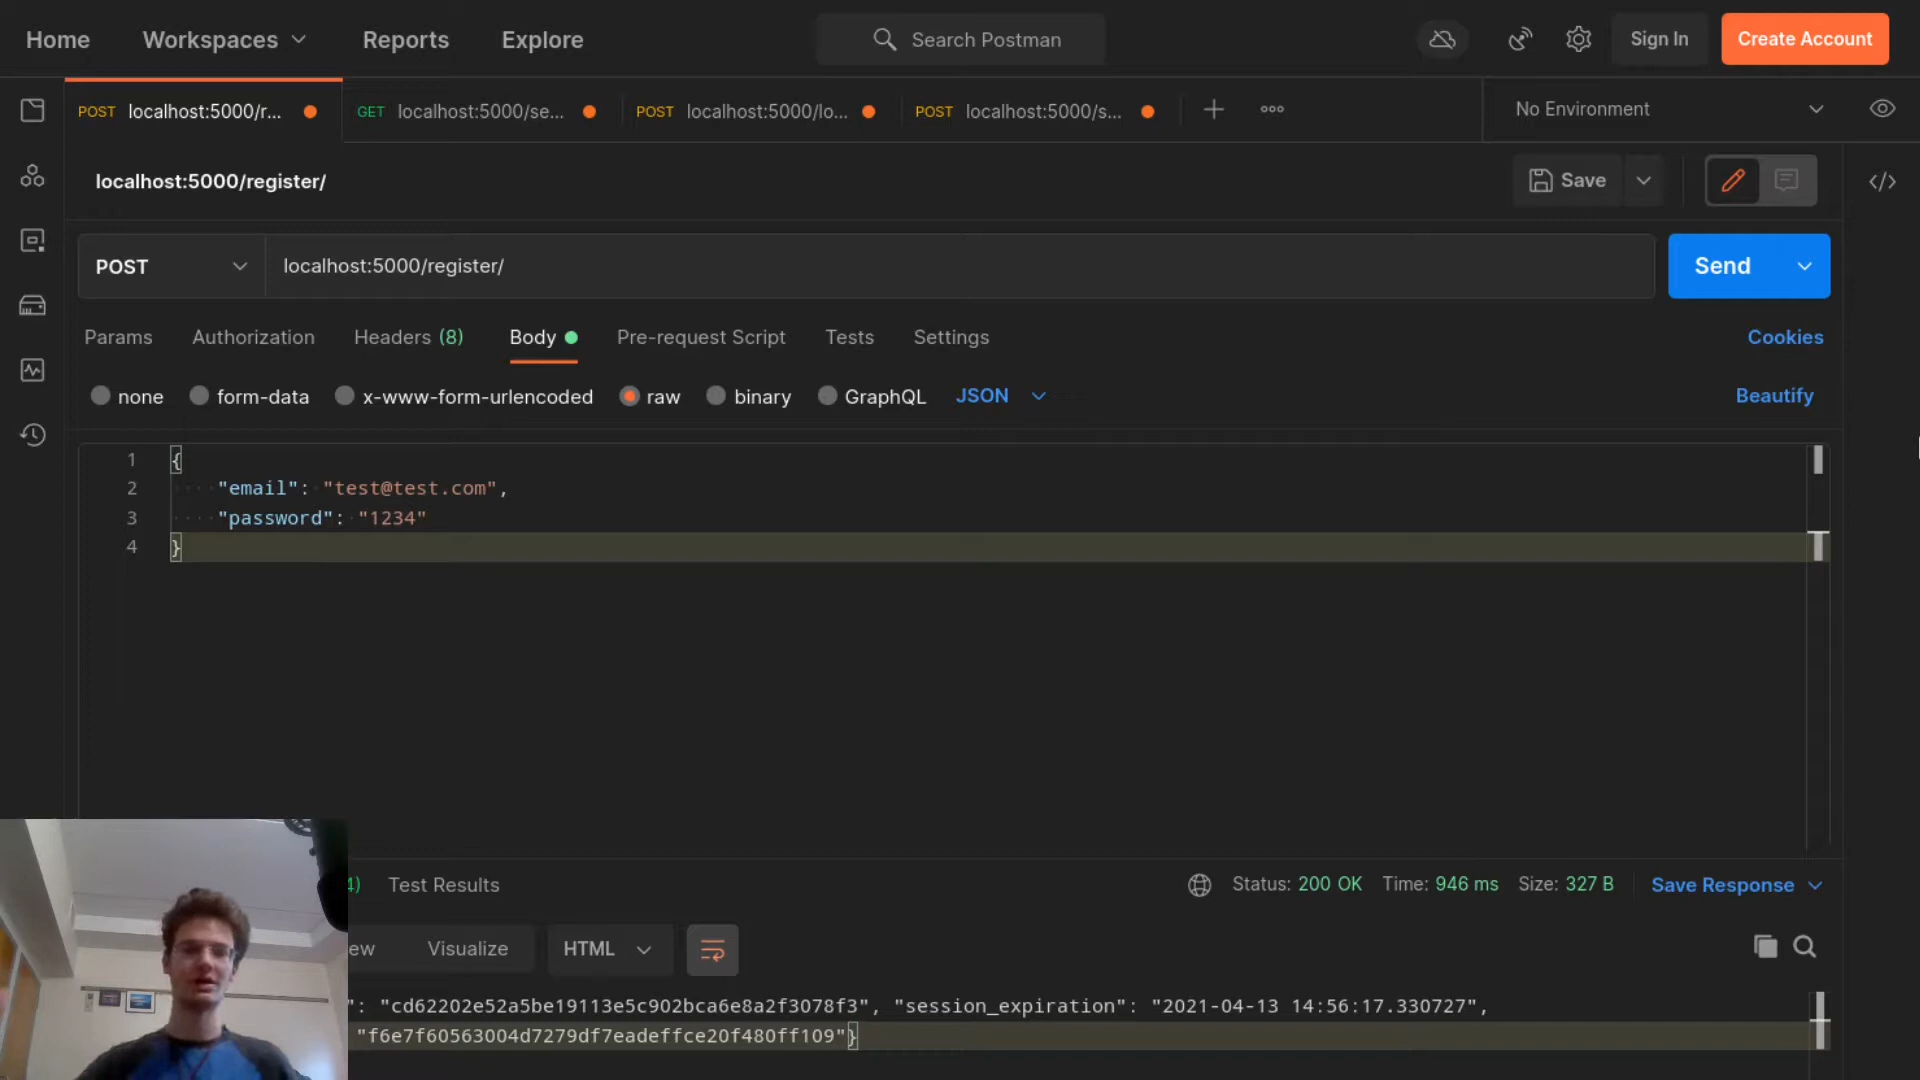 Home Workspaces Reports Explore Search Postman Sign In Create Account
POST localhost:5000/r... GET localhost:5000/se... POST localhost:5000/lo... POST localhost:5000/s... No Environment
localhost:5000/register/ Save
POST localhost:5000/register/ Send
Params Authorization Headers (8) Body Pre-request Script Tests Settings Cookies
none form-data x-www-form-urlencoded raw binary GraphQL JSON Beautify
1 {
2 "email": "test@test.com",
3 "password": "1234"
4 }
4) Test Results Status: 200 OK Time: 946 ms Size: 327 B Save Response
ew Visualize HTML
": "cd62202e52a5be19113e5c902bca6e8a2f3078f3", "session_expiration": "2021-04-13 14:56:17.330727",
"f6e7f60563004d7279df7eadeffce20f480ff109"}